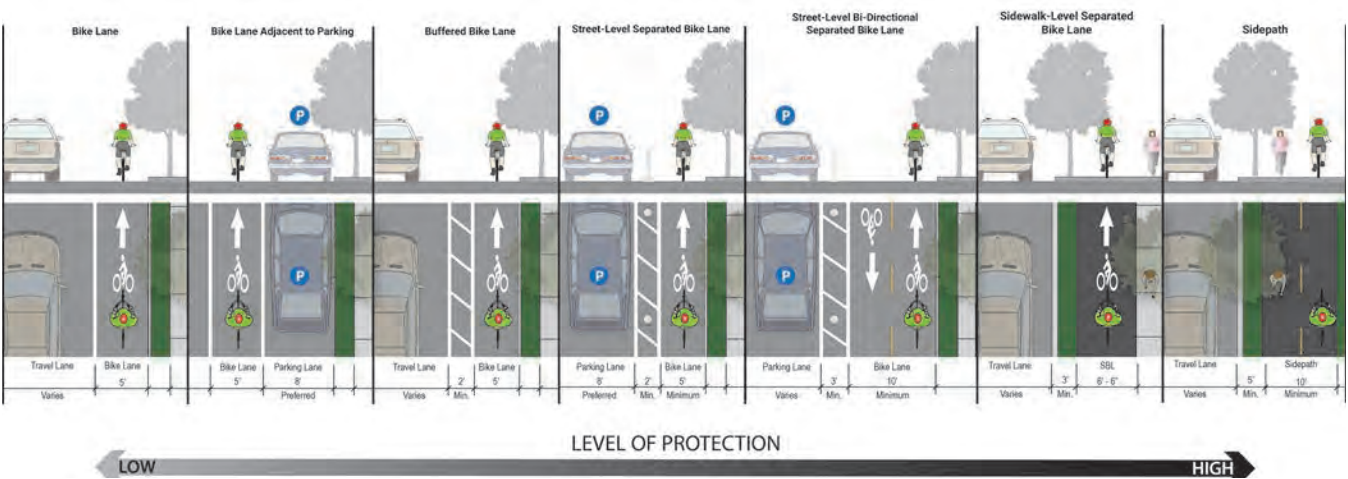 Bike Lane
Bike Lane Adjacent to Parking
Buffered Bike Lane
Street-Level Separated Bike Lane
Street-Level Bi-Directional
Separated Bike Lane
Sidewalk-Level Separated
Bike Lane
Sidepath
P
P
P
P
P
P
Travel Lane
Bike Lane
5'
Varies
Bike Lane
Parking Lane
5'
8'
Preferred
Travel Lane
Bike Lane
2'
5'
Varies
Min.
Parking Lane
Bike Lane
8'
2'
5'
Preferred
Min.
Minimum
Parking Lane
Bike Lane
3'
10'
Varies
Min.
Minimum
Travel Lane
SBL
3'
6' - 6"
Varies
Min.
Travel Lane
Sidepath
5'
10'
Varies
Min.
Minimum
LEVEL OF PROTECTION
LOW
HIGH